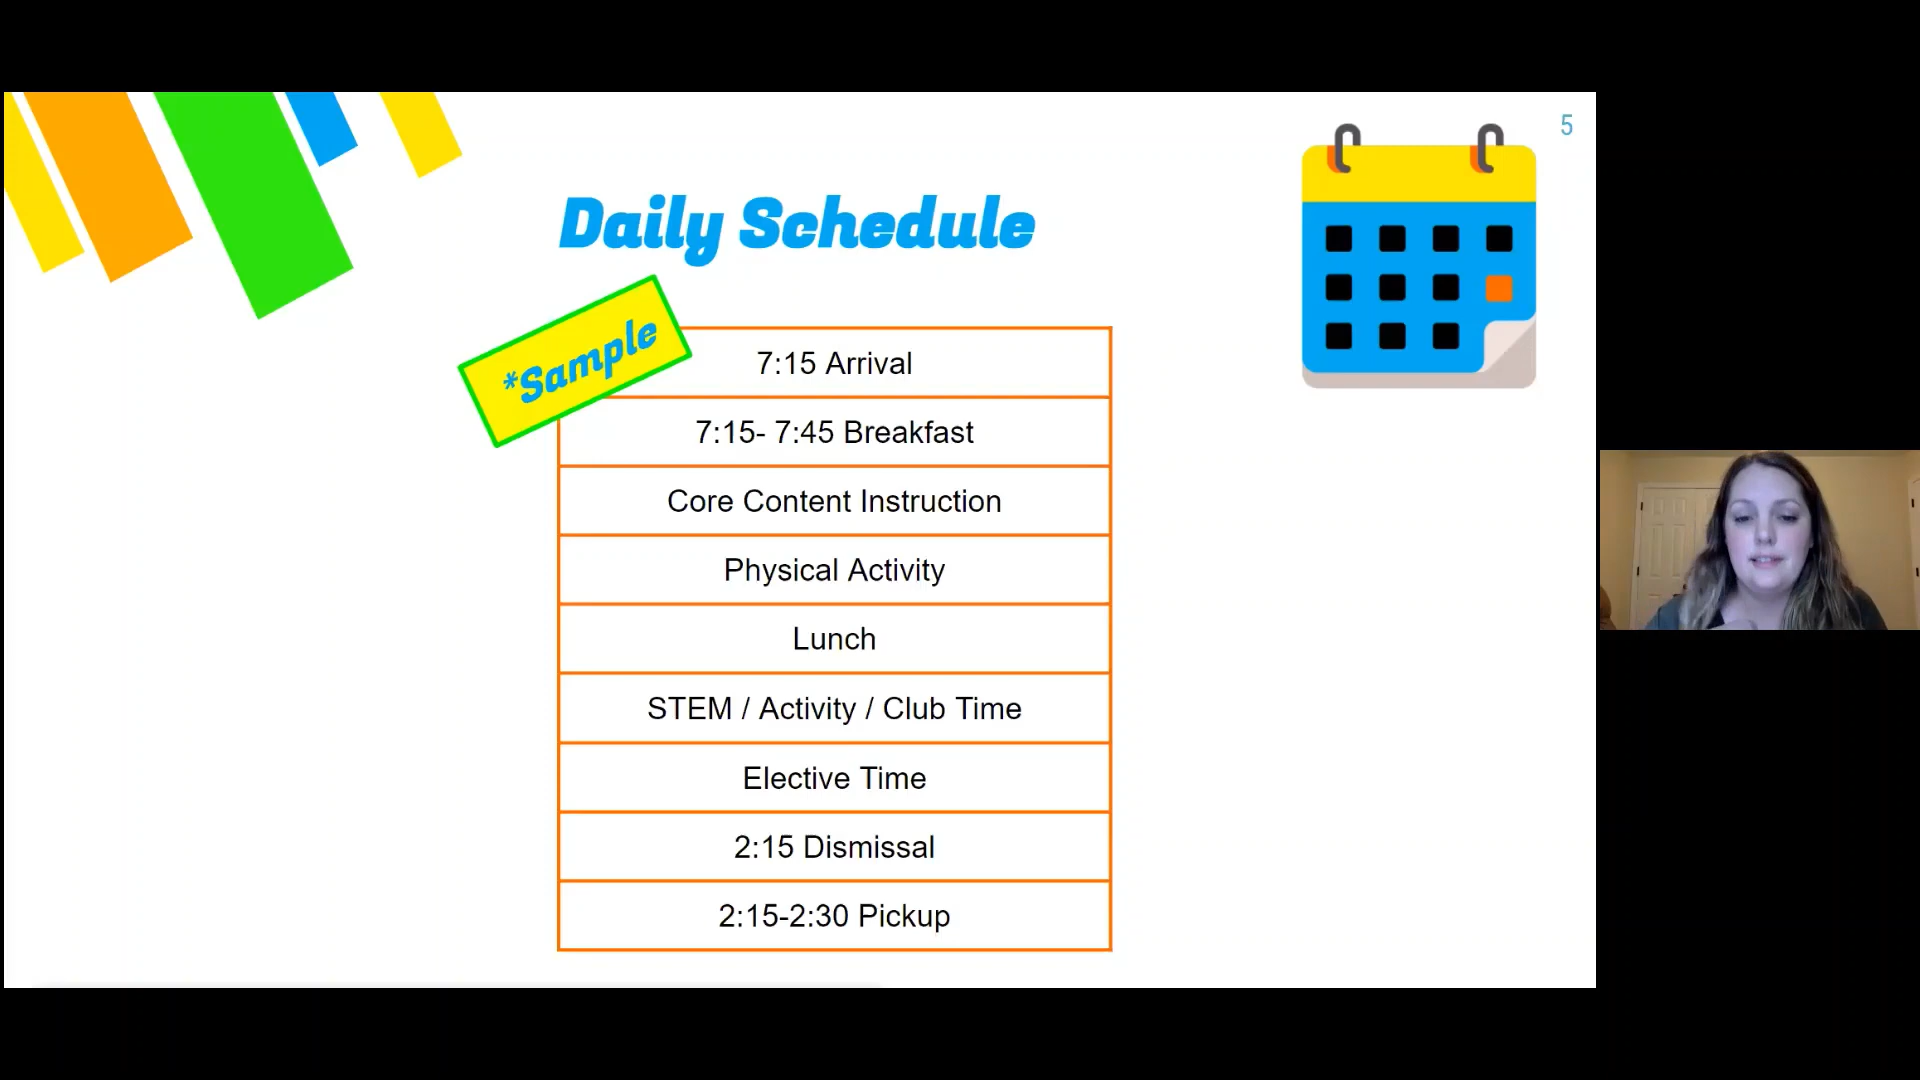 5
Daily Schedule
*Sample
7:15 Arrival
7:15- 7:45 Breakfast
Core Content Instruction
Physical Activity
Lunch
STEM / Activity / Club Time
Elective Time
2:15 Dismissal
2:15-2:30 Pickup